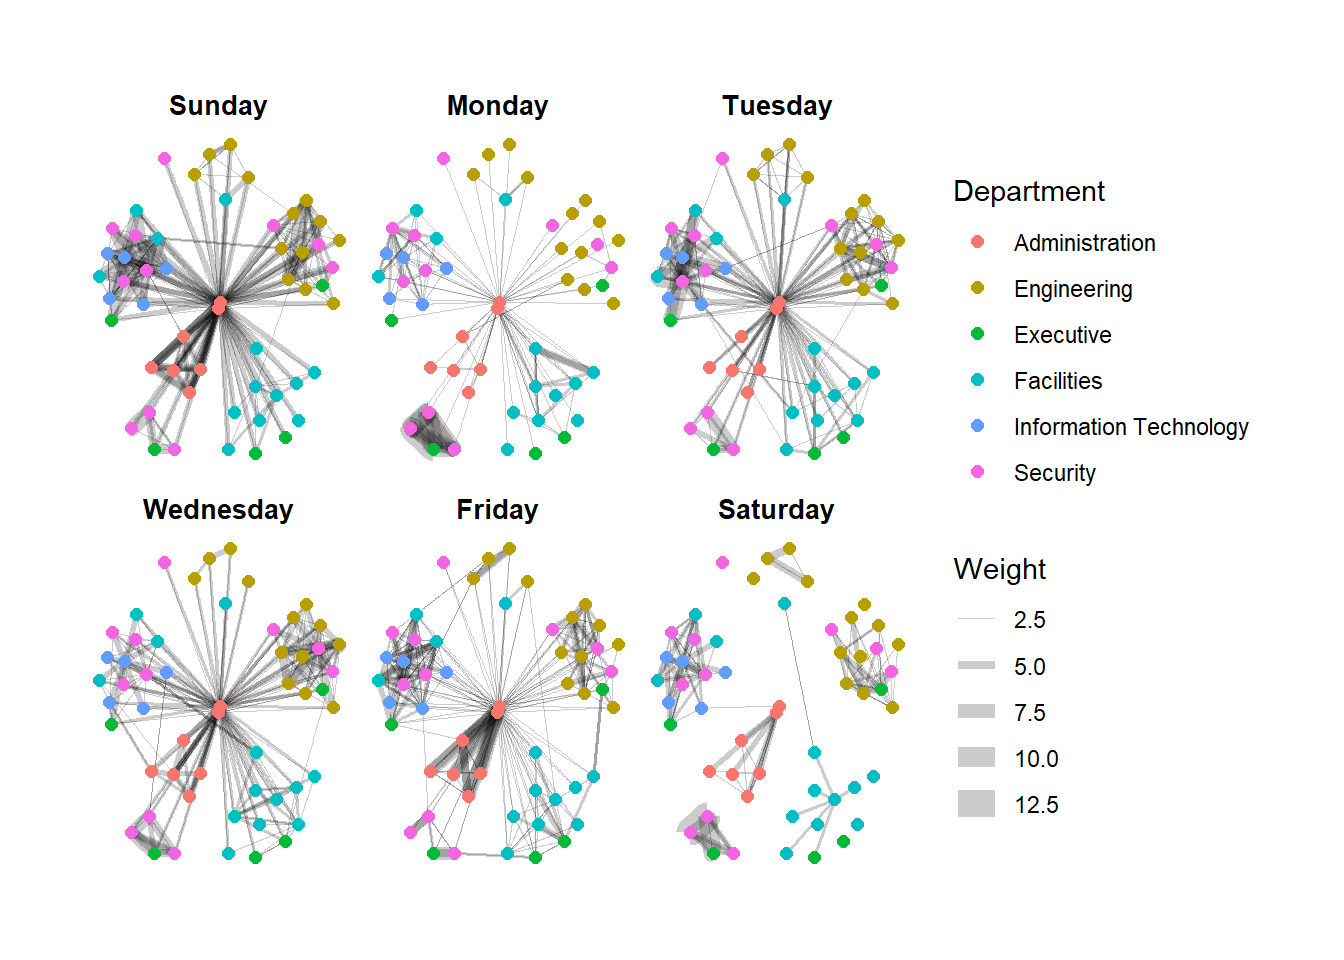 Sunday
Monday
Tuesday
Wednesday
Friday
Saturday
Department
Administration
Engineering
Executive
Facilities
Information Technology
Security
Weight
2.5
5.0
7.5
10.0
12.5